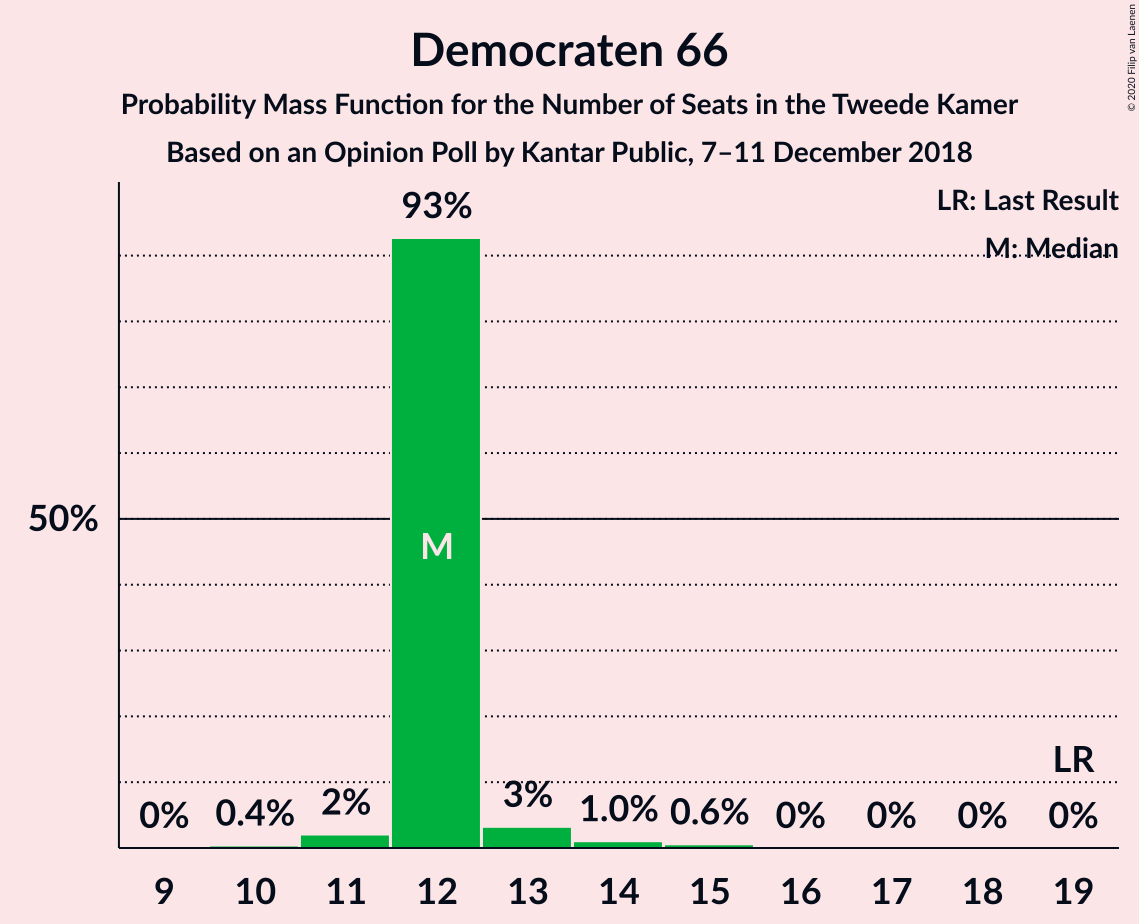 Democraten 66
Probability Mass Function for the Number of Seats in the Tweede Kamer
Based on an Opinion Poll by Kantar Public, 7–11 December 2018
© 2020 Filip van Laenen
LR: Last Result
M: Median
93%
50%
M
LR
0% 0.4% 2% 3% 1.0% 0.6% 0% 0% 0% 0%
9 10 11 12 13 14 15 16 17 18 19